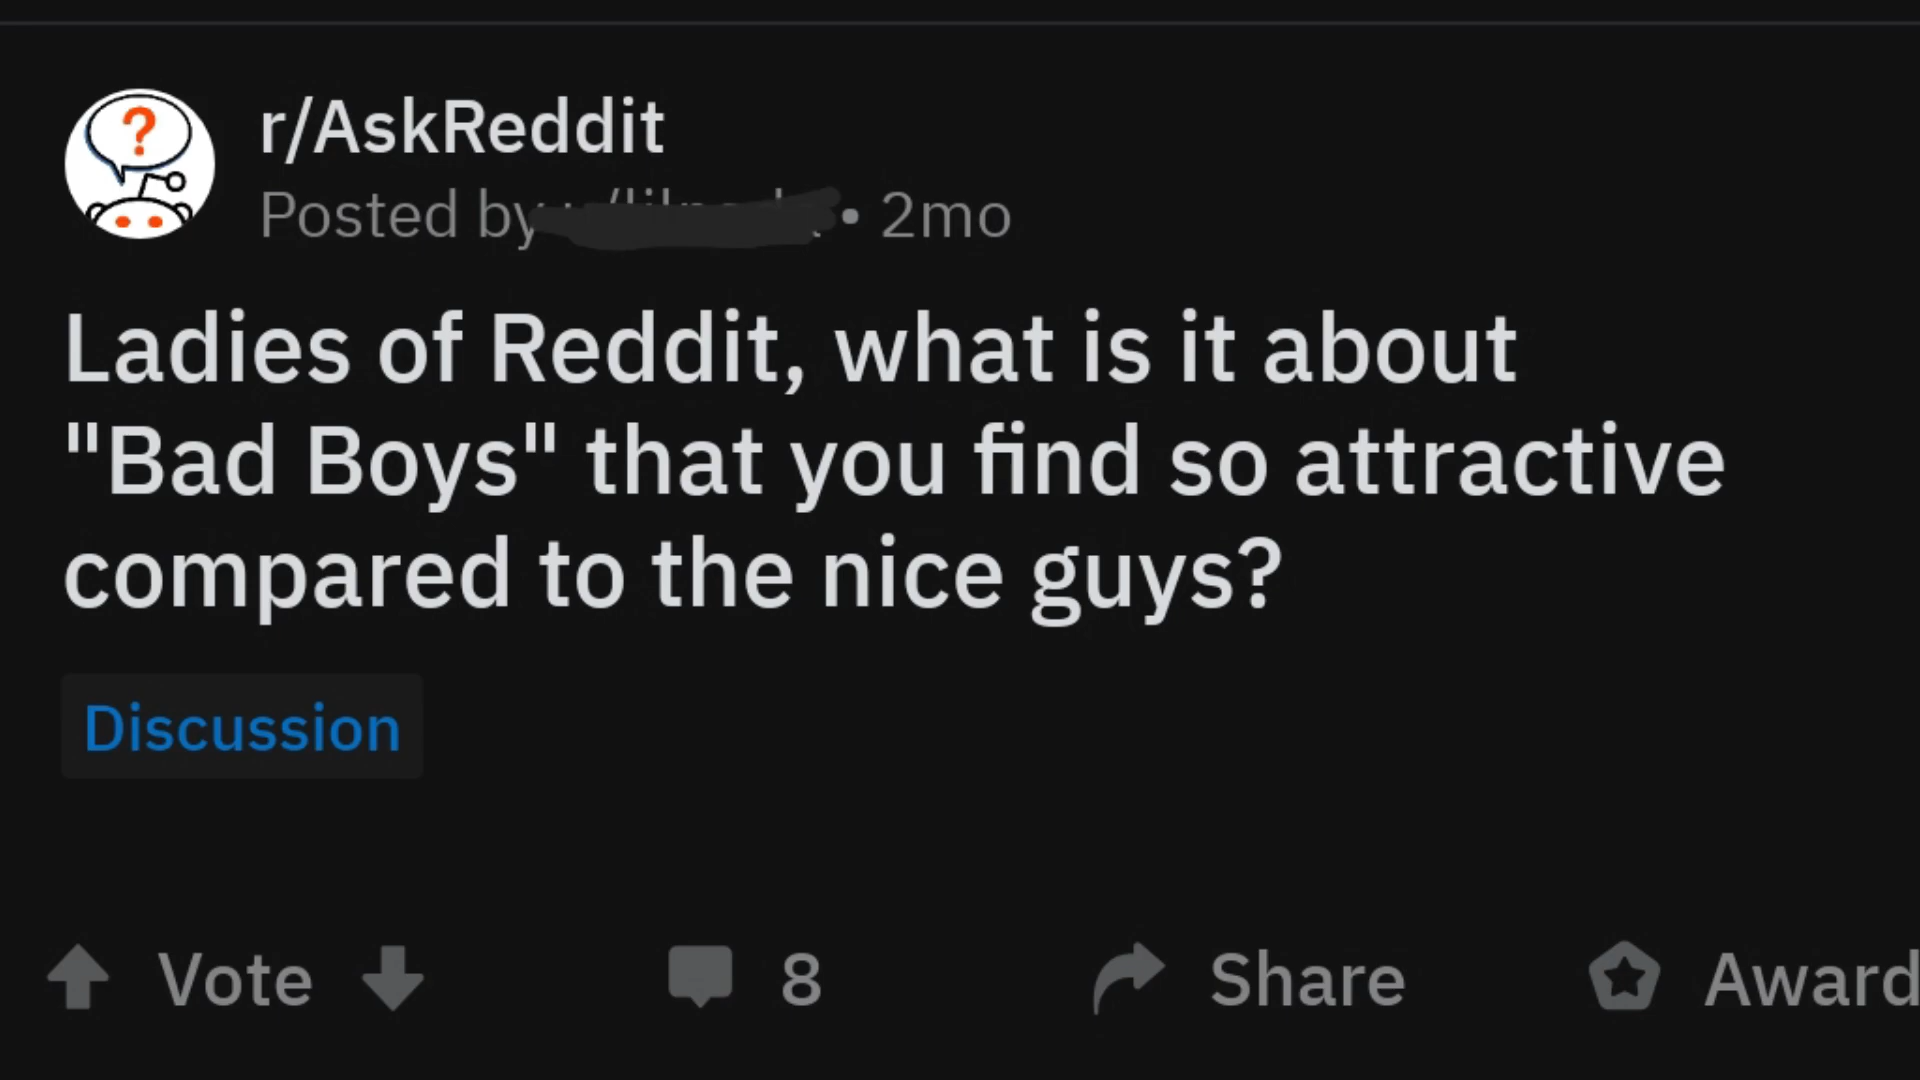 ?
r/AskReddit
Posted by • 2mo
Ladies of Reddit, what is it about
"Bad Boys" that you find so attractive
compared to the nice guys?
Discussion
Vote 8 Share Award